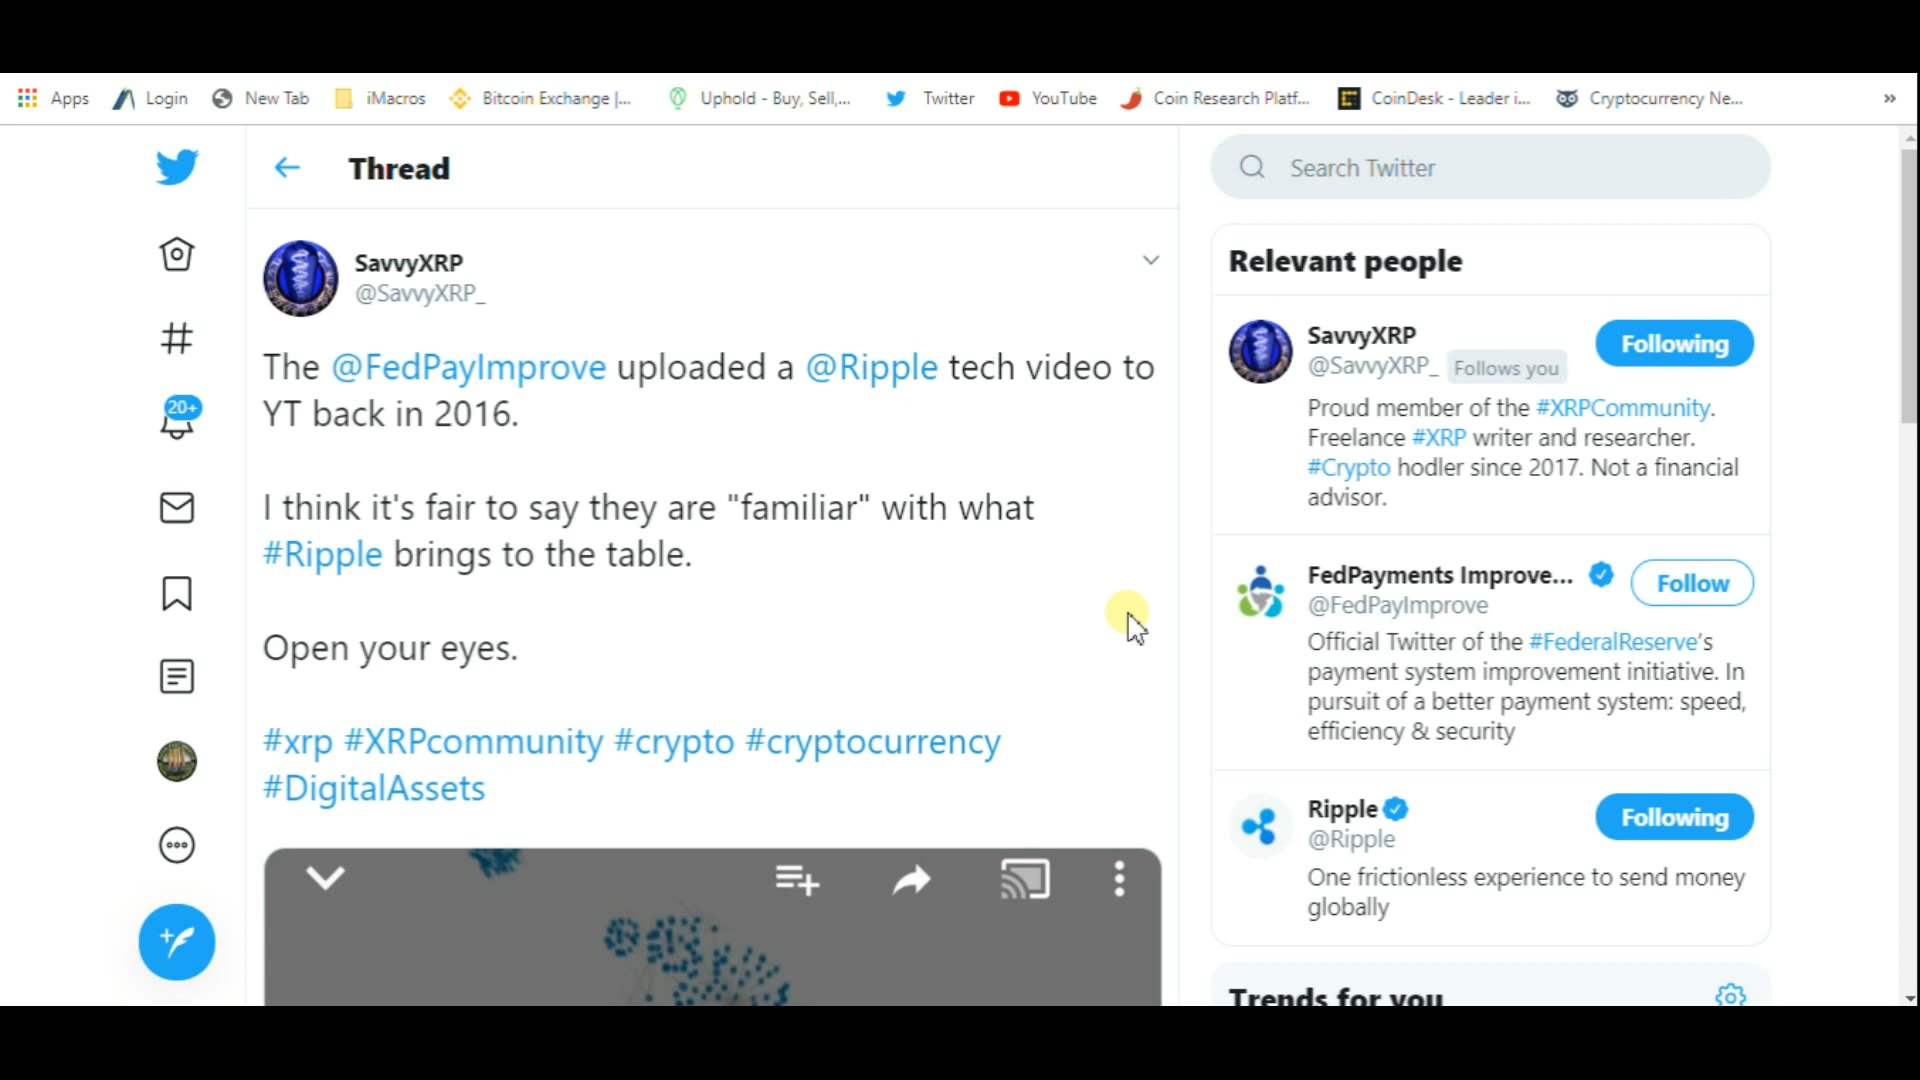 Apps Login New Tab iMacros Bitcoin Exchange |... Uphold - Buy, Sell,... Twitter YouTube Coin Research Platf... CoinDesk - Leader i... Cryptocurrency Ne... »
Thread
SavvyXRP
@SavvyXRP_
The @FedPayImprove uploaded a @Ripple tech video to
YT back in 2016.
I think it's fair to say they are "familiar" with what
#Ripple brings to the table.
Open your eyes.
#xrp #XRPcommunity #crypto #cryptocurrency
#DigitalAssets
20+
Search Twitter
Relevant people
SavvyXRP
Following
@SavvyXRP_ Follows you
Proud member of the #XRPCommunity.
Freelance #XRP writer and researcher.
#Crypto hodler since 2017. Not a financial
advisor.
FedPayments Improve...
Follow
@FedPayImprove
Official Twitter of the #FederalReserve's
payment system improvement initiative. In
pursuit of a better payment system: speed,
efficiency & security
Ripple
Following
@Ripple
One frictionless experience to send money
globally
Trends for you